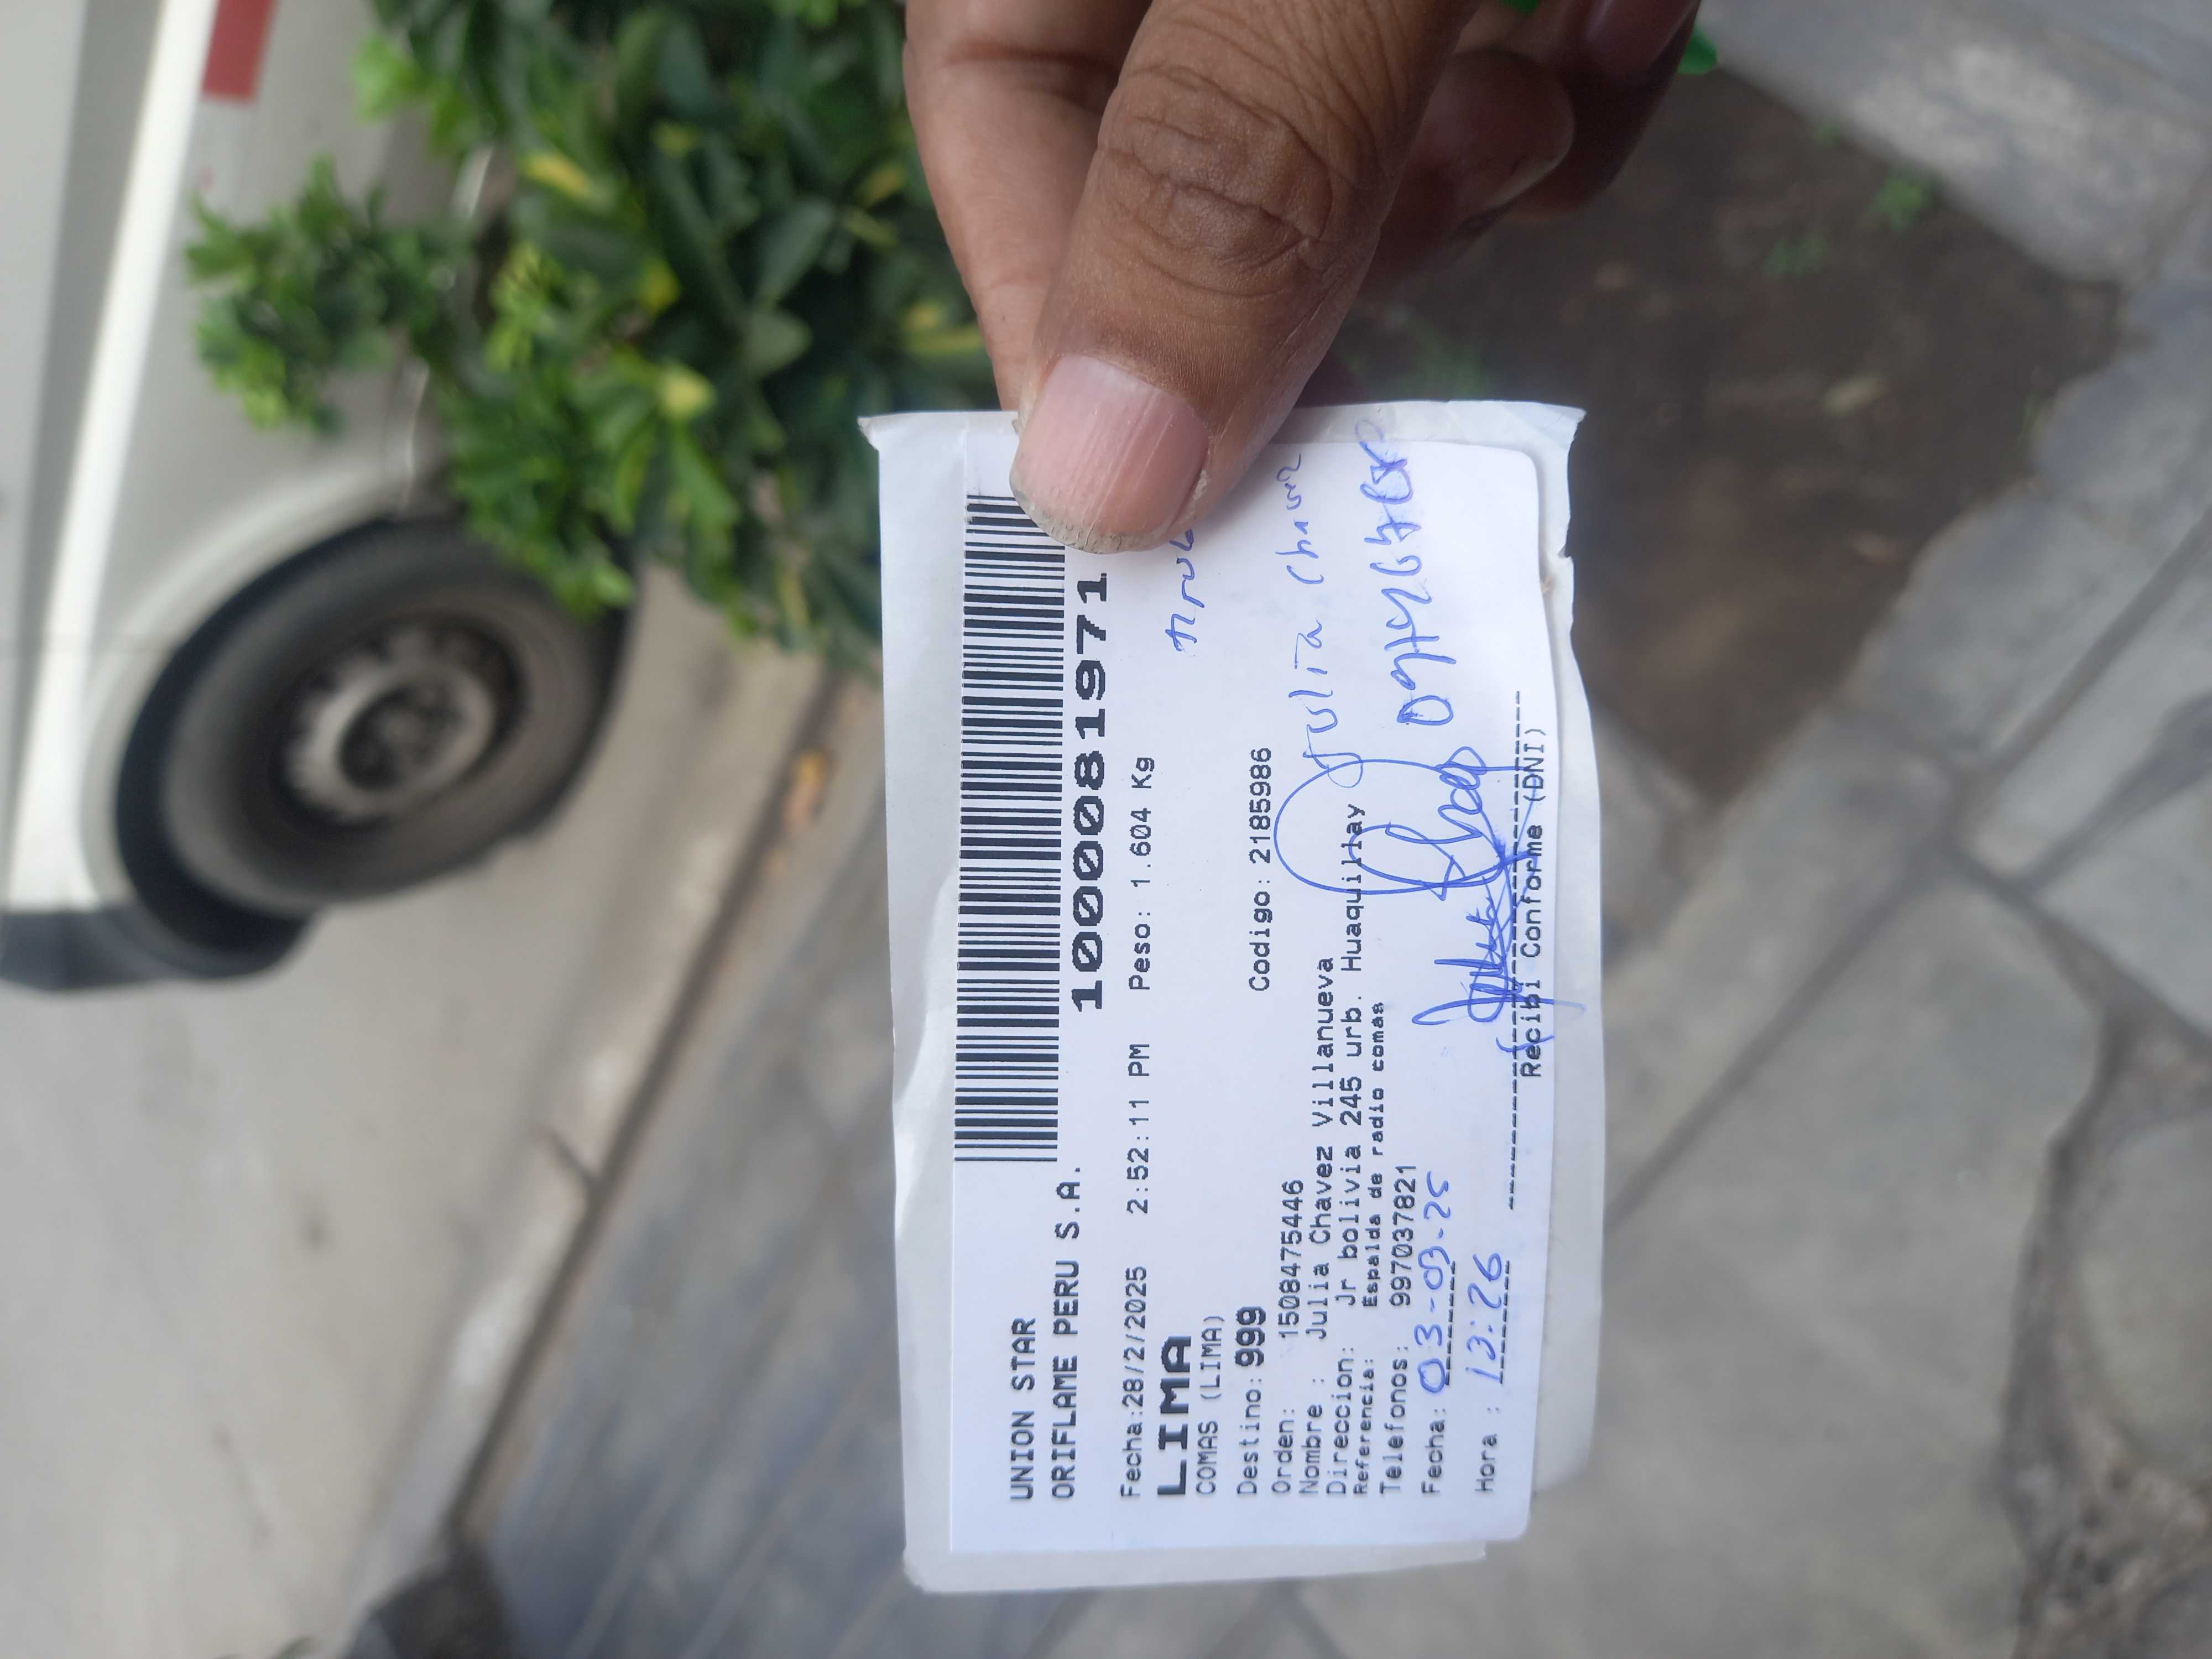 UNION STAR
ORIFLAME PERU S.A.
1000081971
Fecha:28/2/2025 2:52:11 PM Peso: 1.604 Kg
LIMA
COMAS (LIMA)
Destino:999 Codigo: 2185986
Orden: 1508475446
Nombre : Julia Chavez Villanueva
Julia Chavez
Direccion: Jr bolivia 245 urb. Huaquillay
Referencia: Espalda de radio comas
Telefonos: 997037821
Fecha: 03-03-25
Hora : 13:26
Recibi Conforme (DNI)